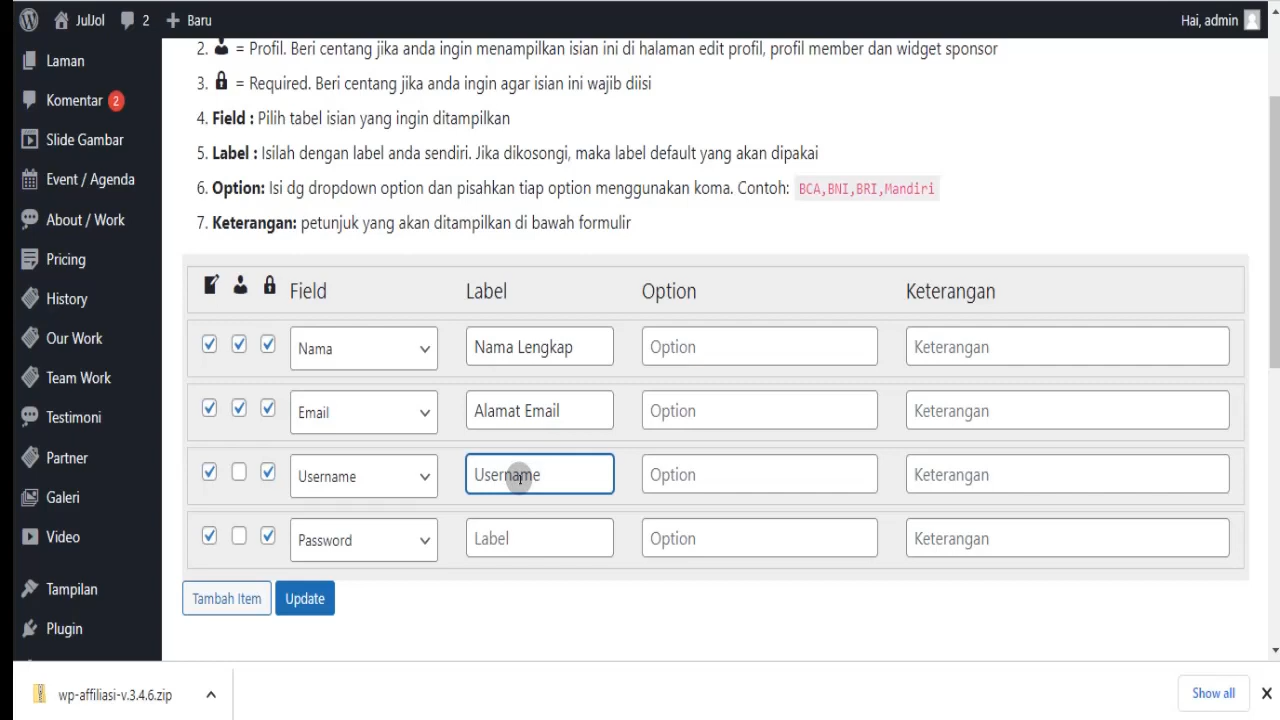 JulJol 2 Baru Hai, admin
Laman
Komentar 2
Slide Gambar
Event / Agenda
About / Work
Pricing
History
Our Work
Team Work
Testimoni
Partner
Galeri
Video
Tampilan
Plugin
2. = Profil. Beri centang jika anda ingin menampilkan isian ini di halaman edit profil, profil member dan widget sponsor
3. = Required. Beri centang jika anda ingin agar isian ini wajib diisi
4. Field : Pilih tabel isian yang ingin ditampilkan
5. Label : Isilah dengan label anda sendiri. Jika dikosongi, maka label default yang akan dipakai
6. Option: Isi dg dropdown option dan pisahkan tiap option menggunakan koma. Contoh: BCA,BNI,BRI,Mandiri
7. Keterangan: petunjuk yang akan ditampilkan di bawah formulir
Field Label Option Keterangan
Nama Nama Lengkap Option Keterangan
Email Alamat Email Option Keterangan
Username Username Option Keterangan
Password Label Option Keterangan
Tambah Item Update
wp-affiliasi-v.3.4.6.zip Show all